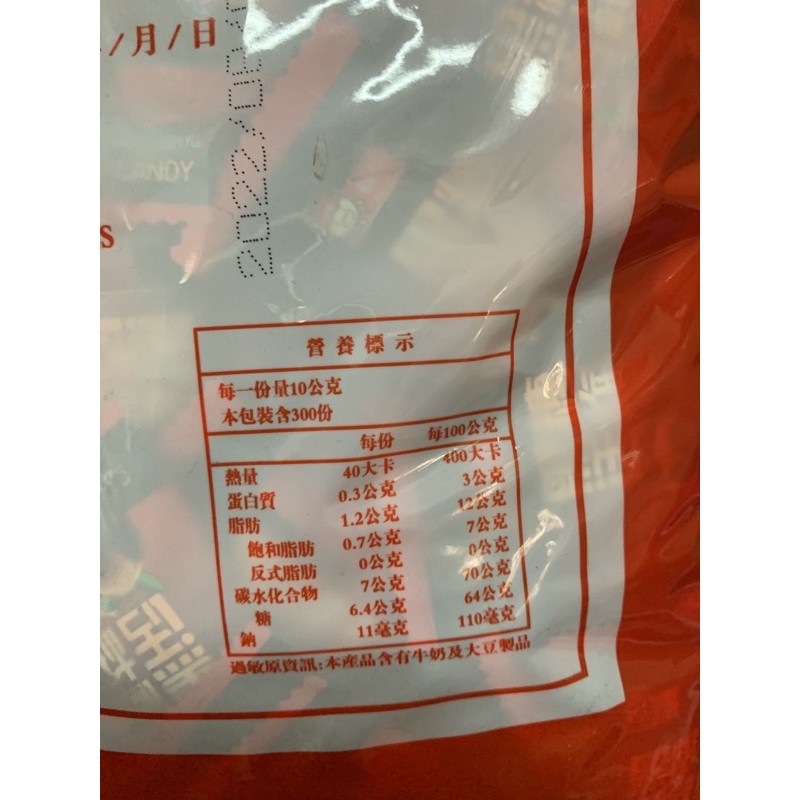 /月/日
ANDY
S
營養標示
每一份量10公克
本包裝含300份
每份 每100公克
熱量 40大卡 400大卡
蛋白質 0.3公克 3公克
脂肪 1.2公克 12公克
飽和脂肪 0.7公克 7公克
反式脂肪 0公克 0公克
碳水化合物 7公克 70公克
糖 6.4公克 64公克
鈉 11毫克 110毫克
過敏原資訊:本產品含有牛奶及大豆製品